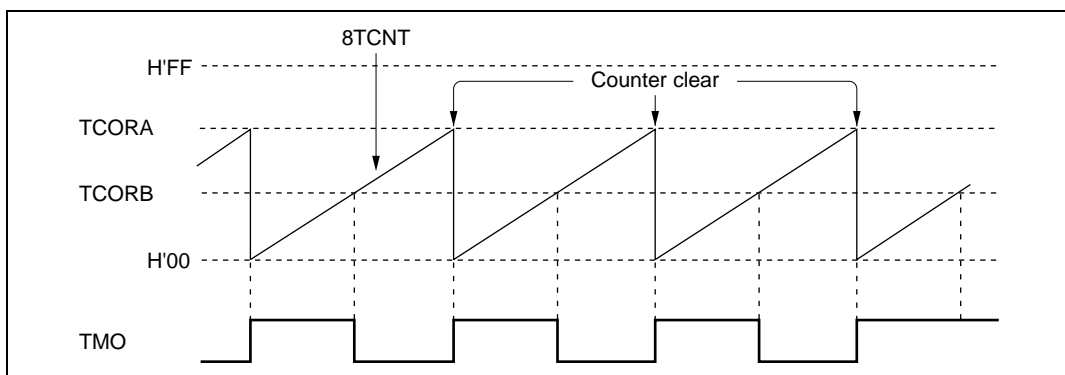 8TCNT
H'FF
Counter clear
TCORA
TCORB
H'00
TMO